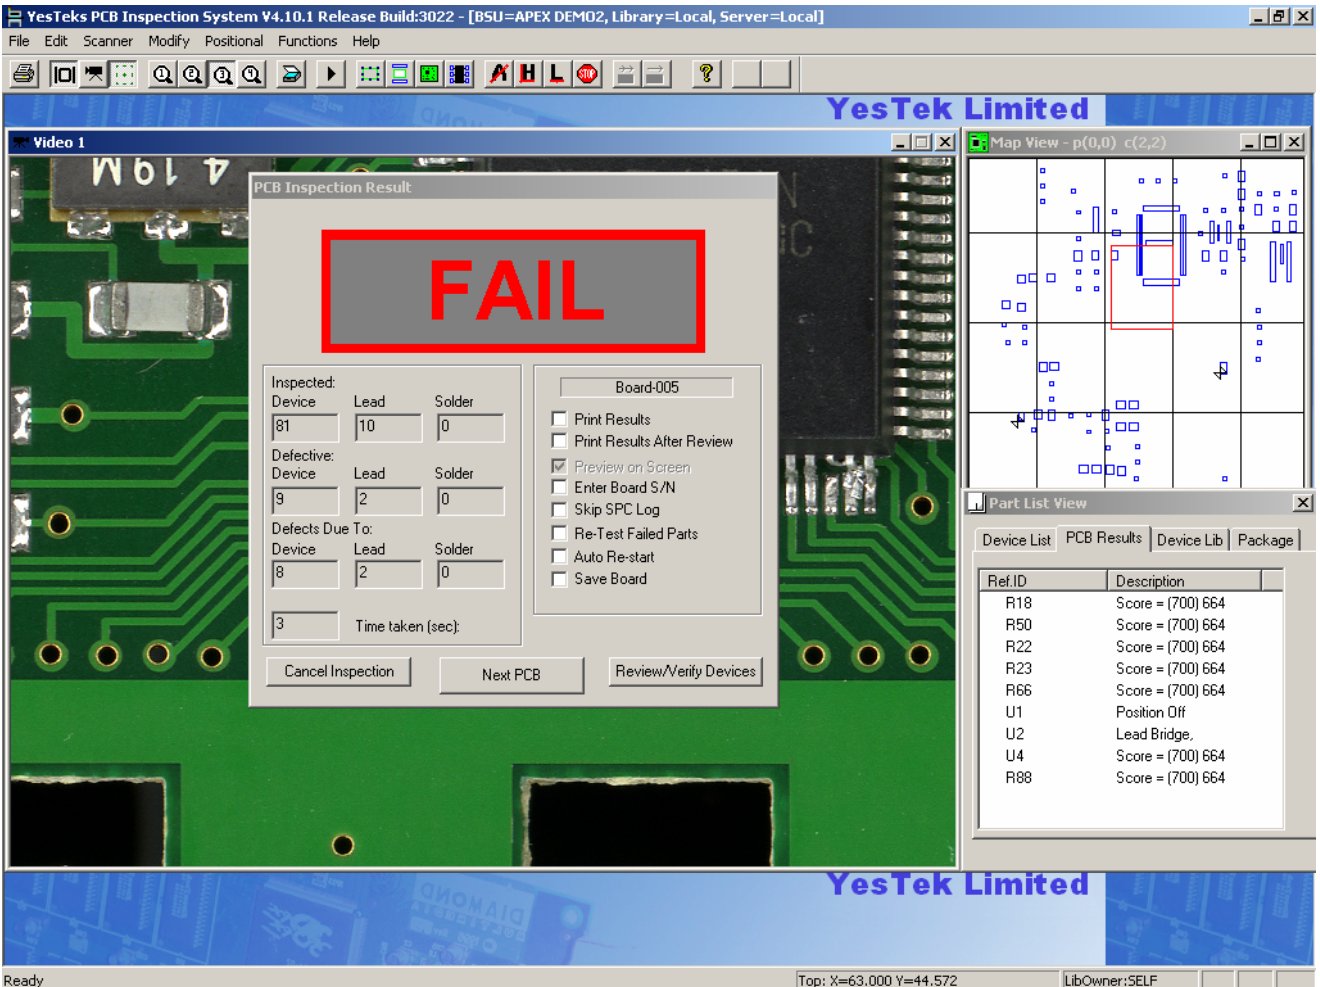 YesTeks PCB Inspection System V4.10.1 Release Build:3022 - [BSU=APEX DEMO2, Library=Local, Server=Local]
File Edit Scanner Modify Positional Functions Help
1 2 3 4 A H L STOP ?
YesTek Limited
Video 1
Map View - p(0,0) c(2,2)
419M
N
C
PCB Inspection Result
FAIL
Inspected:
Device Lead Solder
81 10 0
Defective:
Device Lead Solder
9 2 0
Defects Due To:
Device Lead Solder
8 2 0
3 Time taken (sec):
Board-005
Print Results
Print Results After Review
Preview on Screen
Enter Board S/N
Skip SPC Log
Re-Test Failed Parts
Auto Re-start
Save Board
Cancel Inspection Next PCB Review/Verify Devices
Part List View
Device List PCB Results Device Lib Package
Ref.ID Description
R18 Score = (700) 664
R50 Score = (700) 664
R22 Score = (700) 664
R23 Score = (700) 664
R66 Score = (700) 664
U1 Position Off
U2 Lead Bridge,
U4 Score = (700) 664
R88 Score = (700) 664
YesTek Limited
DIAMOND
Ready Top: X=63.000 Y=44.572 LibOwner:SELF